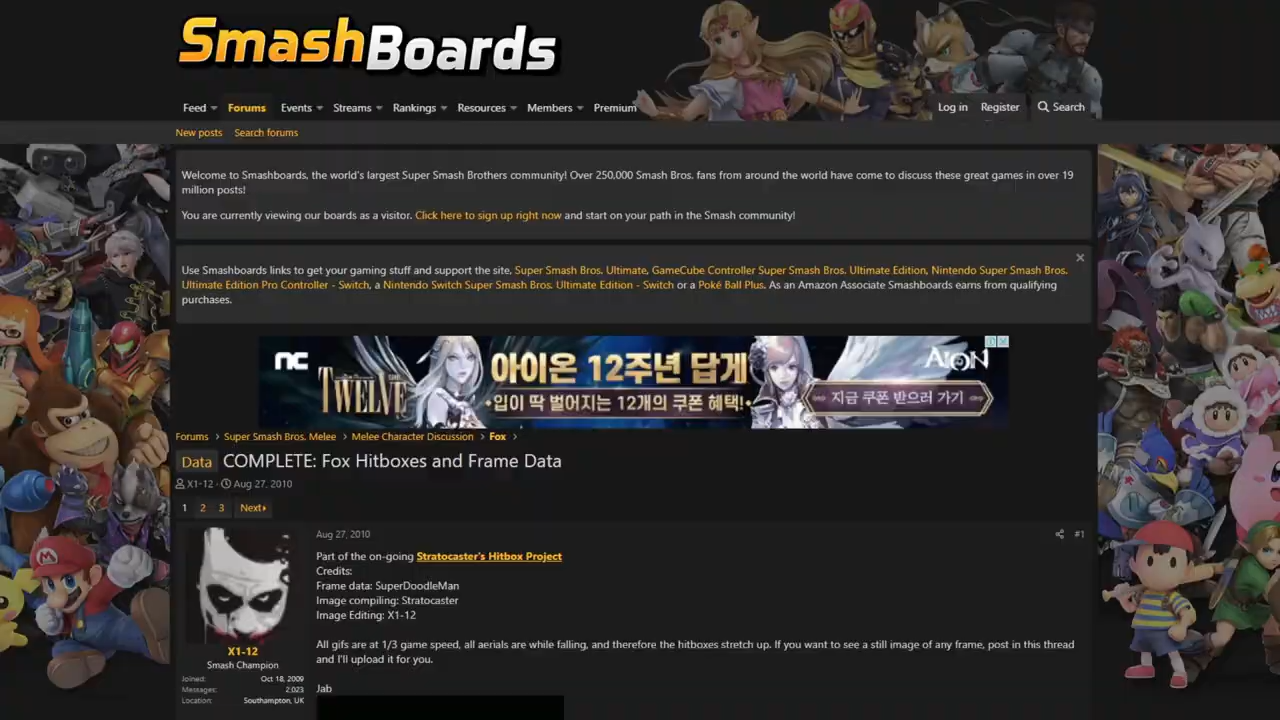 SmashBoards
Feed Forums Events Streams Rankings Resources Members Premium Log in Register Search
New posts Search forums
Welcome to Smashboards, the world's largest Super Smash Brothers community! Over 250,000 Smash Bros. fans from around the world have come to discuss these great games in over 19
million posts!
You are currently viewing our boards as a visitor. Click here to sign up right now and start on your path in the Smash community!
Use Smashboards links to get your gaming stuff and support the site, Super Smash Bros. Ultimate, GameCube Controller Super Smash Bros. Ultimate Edition, Nintendo Super Smash Bros.
Ultimate Edition Pro Controller - Switch, a Nintendo Switch Super Smash Bros. Ultimate Edition - Switch or a Poké Ball Plus. As an Amazon Associate Smashboards earns from qualifying
purchases.
nc
TWELVE
아이온 12주년 답게
입이 딱 벌어지는 12개의 쿠폰 혜택!
AION
지금 쿠폰 받으러 가기
Forums Super Smash Bros. Melee Melee Character Discussion Fox
Data COMPLETE: Fox Hitboxes and Frame Data
X1-12 · Aug 27, 2010
1 2 3 Next
Aug 27, 2010 #1
Part of the on-going Stratocaster's Hitbox Project
Credits:
Frame data: SuperDoodleMan
Image compiling: Stratocaster
Image Editing: X1-12
All gifs are at 1/3 game speed, all aerials are while falling, and therefore the hitboxes stretch up. If you want to see a still image of any frame, post in this thread
and I'll upload it for you.
Jab
X1-12
Smash Champion
Joined: Oct 18, 2009
Messages: 2,023
Location: Southampton, UK